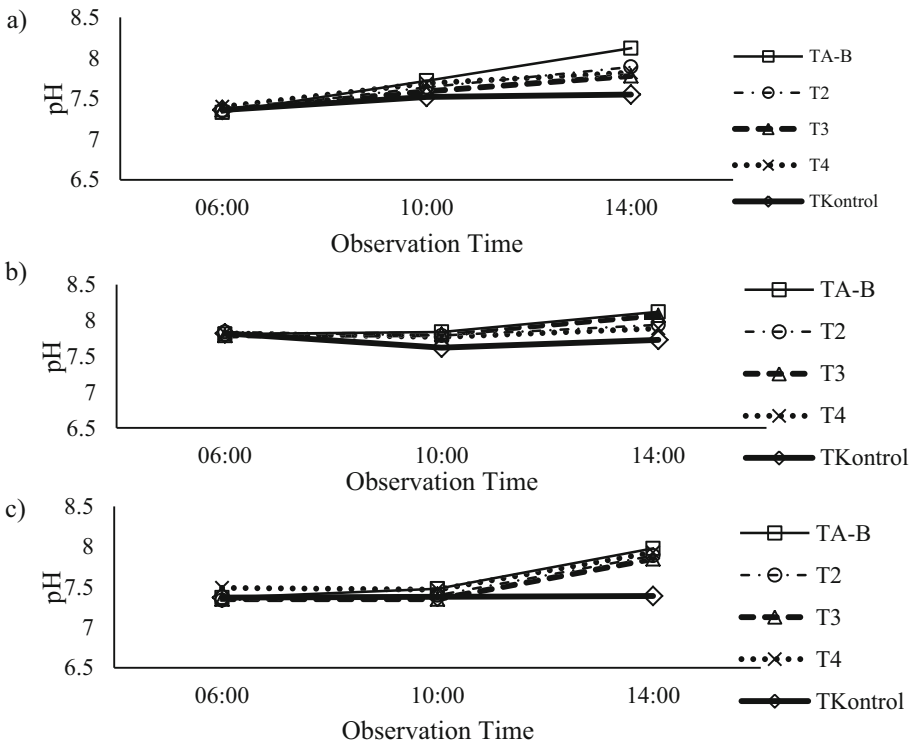 a)
8.5
8
7.5
7
6.5
pH
06:00 10:00 14:00
Observation Time
TA-B
T2
T3
T4
TKontrol
b)
8.5
8
7.5
7
6.5
pH
06:00 10:00 14:00
Observation Time
TA-B
T2
T3
T4
TKontrol
c)
8.5
8
7.5
7
6.5
pH
06:00 10:00 14:00
Observation Time
TA-B
T2
T3
T4
TKontrol